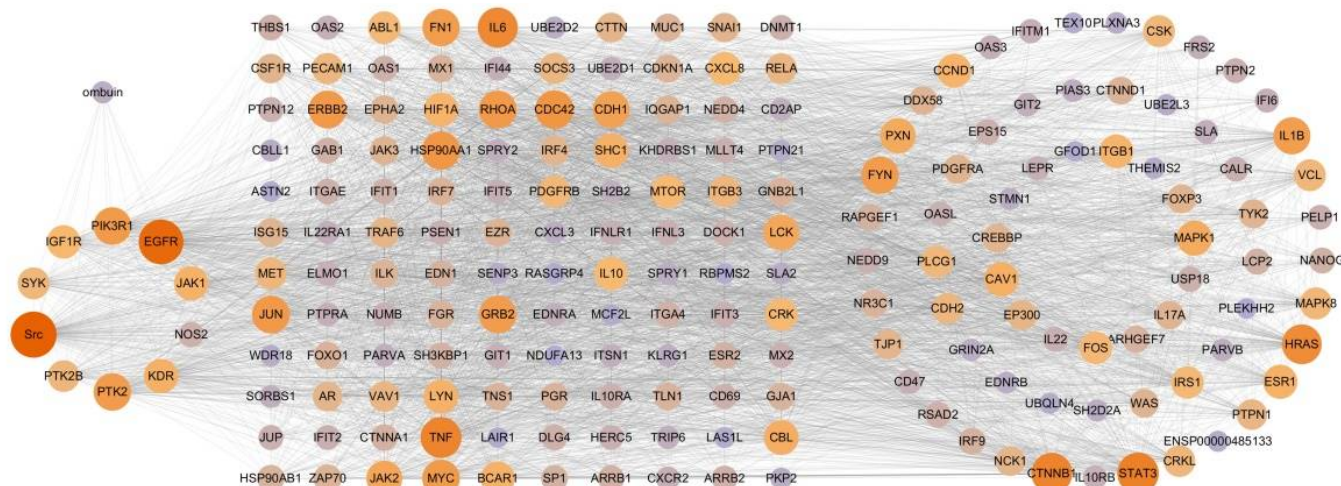 ombuin
PIK3R1
EGFR
IGF1R
JAK1
SYK
Src
NOS2
PTK2B
KDR
PTK2
THBS1 OAS2 ABL1 FN1 IL6 UBE2D2 CTTN MUC1 SNAI1 DNMT1
CSF1R PECAM1 OAS1 MX1 IFI44 SOCS3 UBE2D1 CDKN1A CXCL8 RELA
PTPN12 ERBB2 EPHA2 HIF1A RHOA CDC42 CDH1 IQGAP1 NEDD4 CD2AP
CBLL1 GAB1 JAK3 HSP90AA1 SPRY2 IRF4 SHC1 KHDRBS1 MLLT4 PTPN21
ASTN2 ITGAE IFIT1 IRF7 IFIT5 PDGFRB SH2B2 MTOR ITGB3 GNB2L1
ISG15 IL22RA1 TRAF6 PSEN1 EZR CXCL3 IFNLR1 IFNL3 DOCK1 LCK
MET ELMO1 ILK EDN1 SENP3 RASGRP4 IL10 SPRY1 RBPMS2 SLA2
JUN PTPRA NUMB FGR GRB2 EDNRA MCF2L ITGA4 IFIT3 CRK
WDR18 FOXO1 PARVA SH3KBP1 GIT1 NDUFA13 ITSN1 KLRG1 ESR2 MX2
SORBS1 AR VAV1 LYN TNS1 PGR IL10RA TLN1 CD69 GJA1
JUP IFIT2 CTNNA1 TNF LAIR1 DLG4 HERC5 TRIP6 LAS1L CBL
HSP90AB1 ZAP70 JAK2 MYC BCAR1 SP1 ARRB1 CXCR2 ARRB2 PKP2
TEX10 PLXNA3
IFITM1 CSK
OAS3 FRS2
CCND1 PTPN2
DDX58 GIT2 PIAS3 CTNND1 UBE2L3 IFI6
PXN EPS15 SLA IL1B
GFOD1 ITGB1
FYN PDGFRA LEPR THEMIS2 CALR VCL
STMN1 FOXP3
RAPGEF1 OASL TYK2 PELP1
CREBBP MAPK1
NEDD9 PLCG1 LCP2 NANOG
CAV1 USP18
NR3C1 CDH2 EP300 IL17A PLEKHH2 MAPK8
TJP1 IL22 FOS ARHGEF7 HRAS
GRIN2A PARVB
CD47 EDNRB IRS1 ESR1
UBQLN4 SH2D2A WAS PTPN1
RSAD2
IRF9 ENSP00000485133
NCK1 CTNNB1 IL10RB STAT3 CRKL